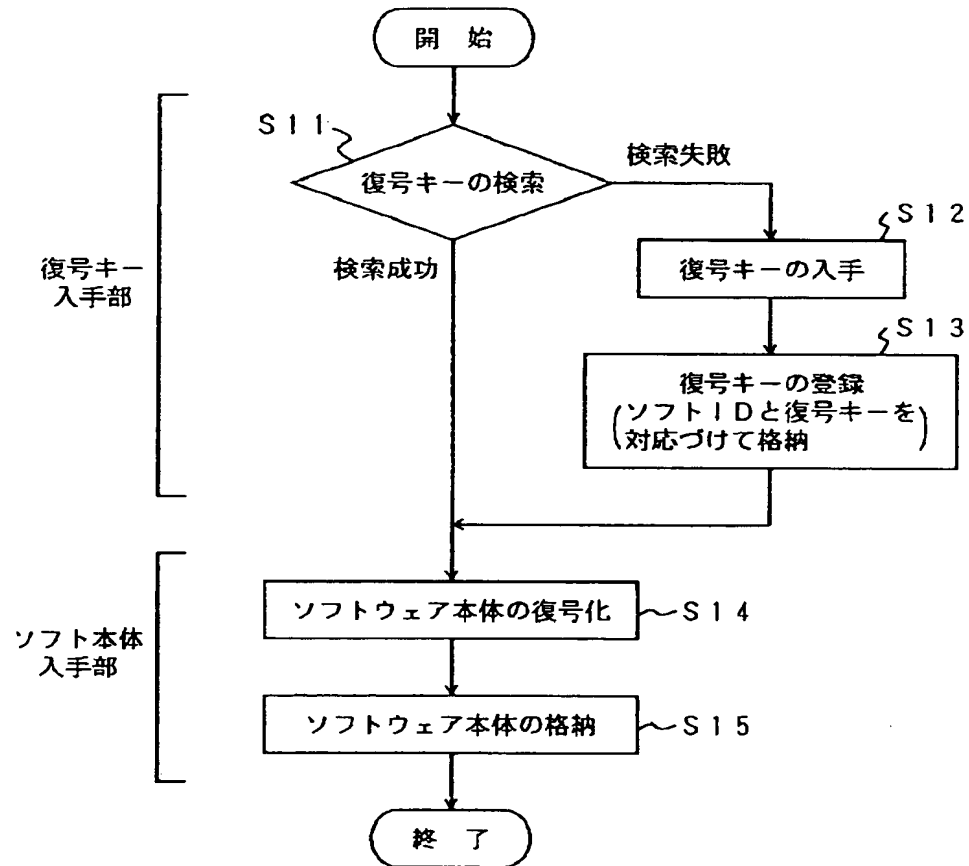 開 始
S11
復号キーの検索
検索失敗
S12
復号キーの入手
検索成功
復号キー
入手部
S13
復号キーの登録
(ソフトIDと復号キーを
対応づけて格納)
ソフトウェア本体の復号化
S14
ソフト本体
入手部
ソフトウェア本体の格納
S15
終 了